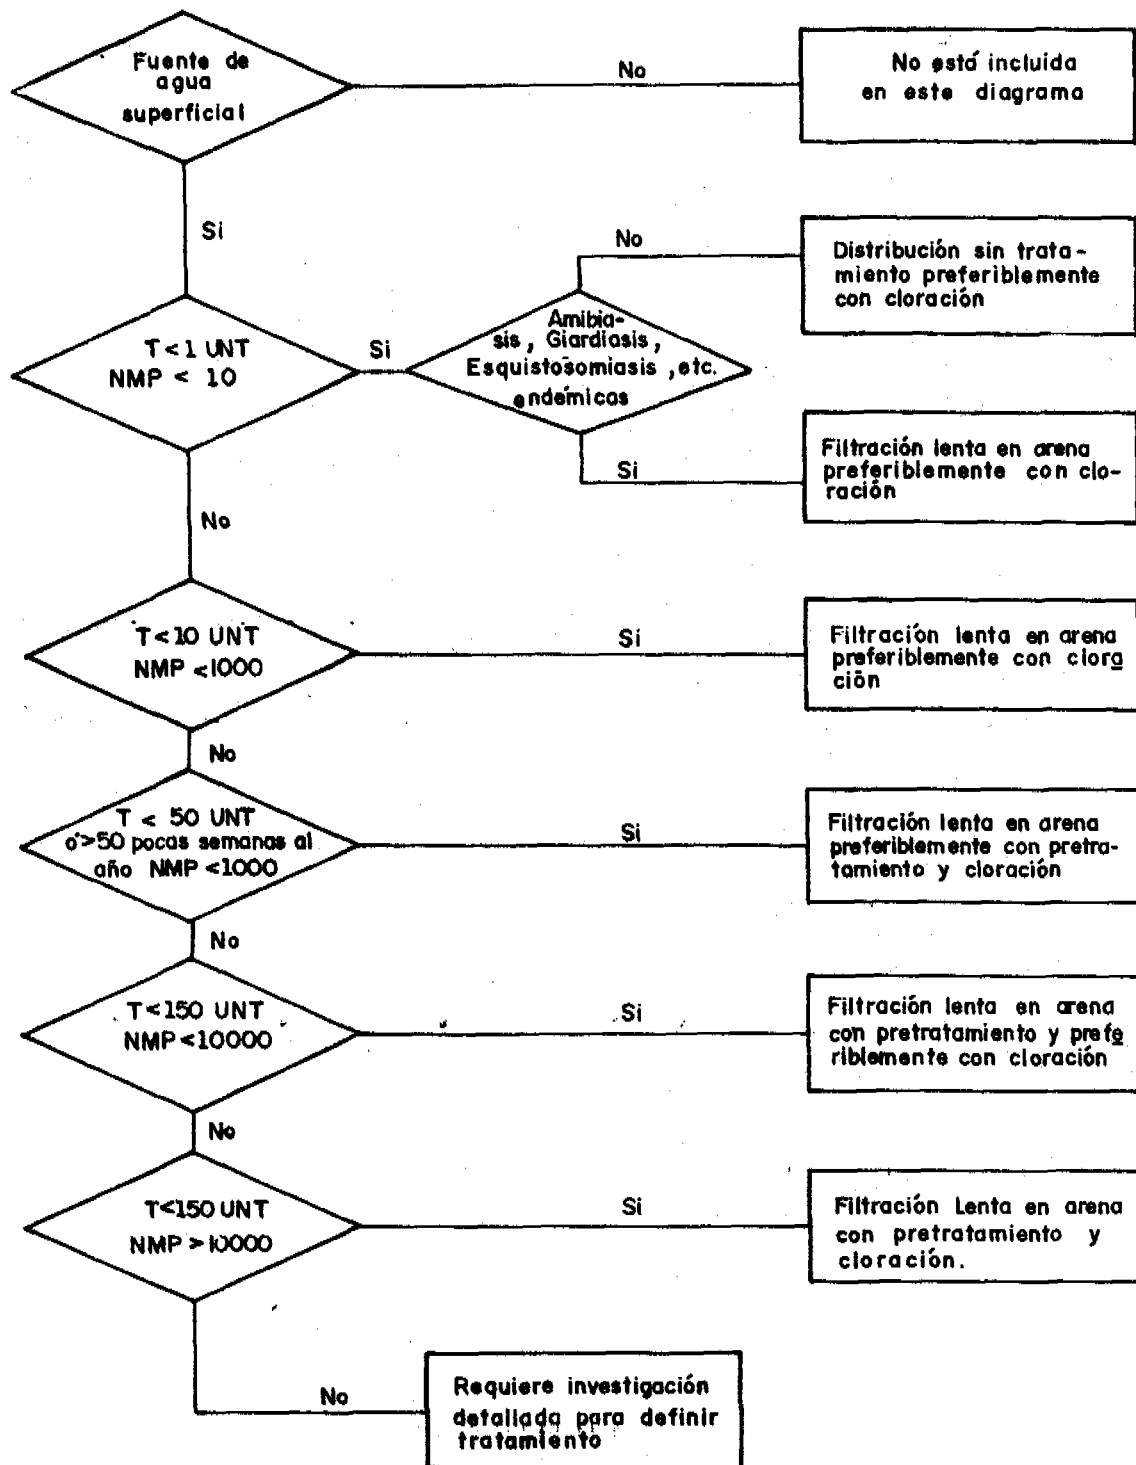 Fuente de
agua
superficial
No
No está incluida
en este diagrama
Si
T<1 UNT
NMP < 10
Si
Amibia-
sis, Giardiasis,
Esquistosomiasis, etc.
endémicas
No
Distribución sin trata-
miento preferiblemente
con cloración
Si
Filtración lenta en arena
preferiblemente con clo-
ración
No
T<10 UNT
NMP <1000
Sí
Filtración lenta en arena
preferiblemente con clora
ción
No
T < 50 UNT
ó >50 pocas semanas al
año NMP <1000
Si
Filtración lenta en arena
preferiblemente con pretra-
tamiento y cloración
No
T<150 UNT
NMP<10000
Si
Filtración lenta en arena
con pretratamiento y prefe
riblemente con cloración
No
T<150 UNT
NMP >10000
Si
Filtración Lenta en arena
con pretratamiento y
cloración.
No
Requiere investigación
detallada para definir
tratamiento